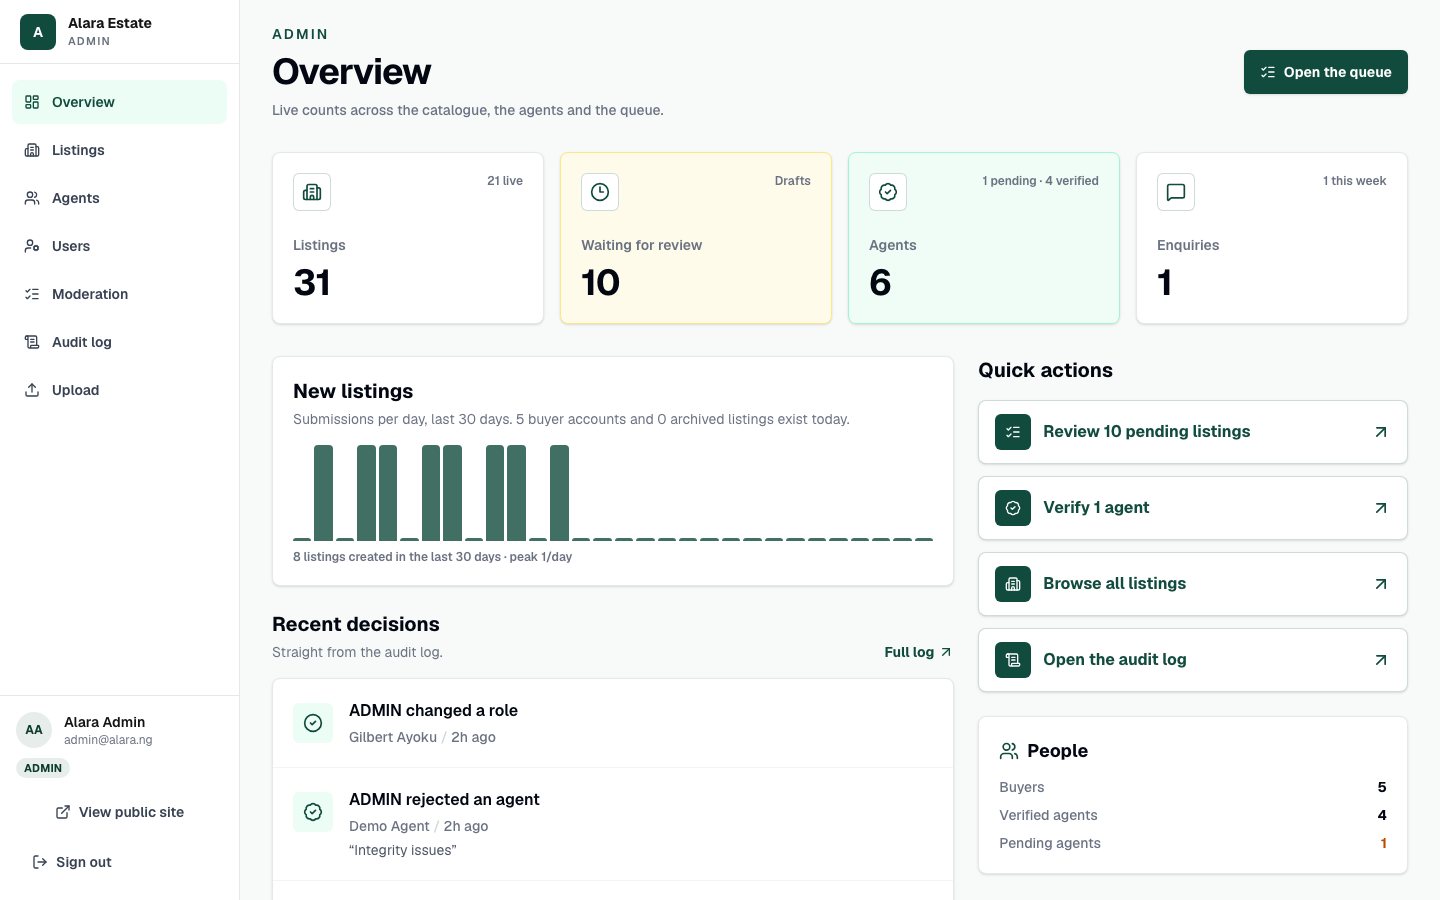 A
Alara Estate
ADMIN
Overview
Listings
Agents
Users
Moderation
Audit log
Upload
AA
Alara Admin
admin@alara.ng
ADMIN
View public site
Sign out
ADMIN
Overview
Live counts across the catalogue, the agents and the queue.
Open the queue
21 live
Listings
31
Drafts
Waiting for review
10
1 pending · 4 verified
Agents
6
1 this week
Enquiries
1
New listings
Submissions per day, last 30 days. 5 buyer accounts and 0 archived listings exist today.
8 listings created in the last 30 days · peak 1/day
Recent decisions
Straight from the audit log.
Full log
ADMIN changed a role
Gilbert Ayoku / 2h ago
ADMIN rejected an agent
Demo Agent / 2h ago
“Integrity issues”
Quick actions
Review 10 pending listings
Verify 1 agent
Browse all listings
Open the audit log
People
Buyers 5
Verified agents 4
Pending agents 1